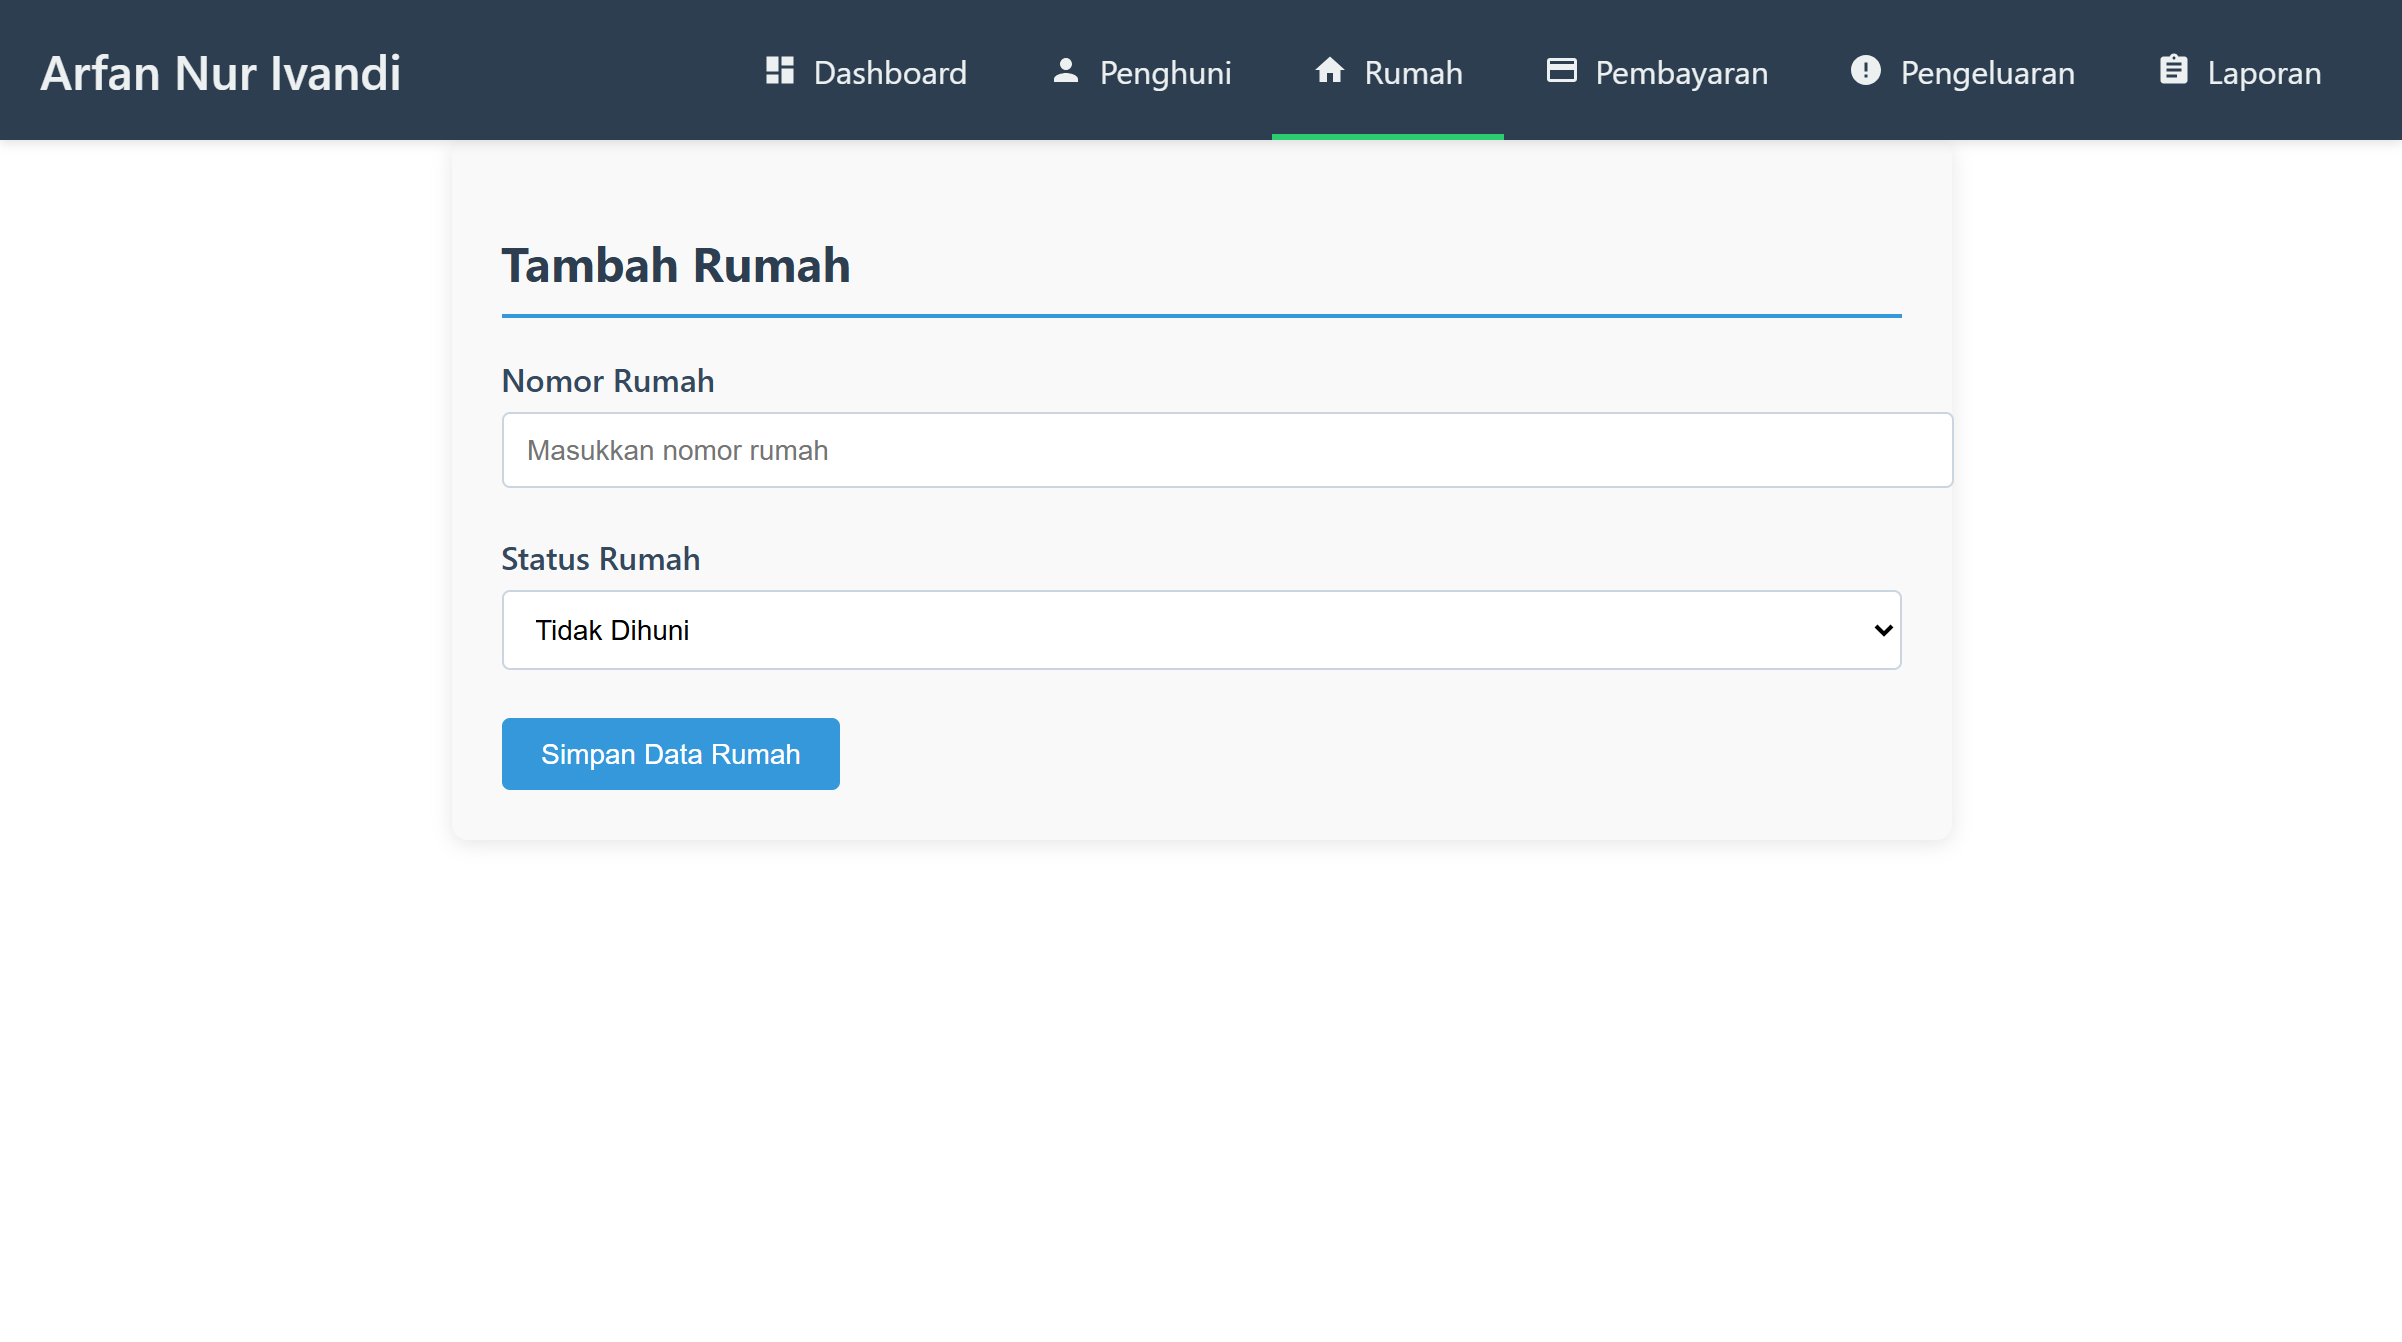 Arfan Nur Ivandi
Dashboard
Penghuni
Rumah
Pembayaran
Pengeluaran
Laporan
Tambah Rumah
Nomor Rumah
Masukkan nomor rumah
Status Rumah
Tidak Dihuni
Simpan Data Rumah